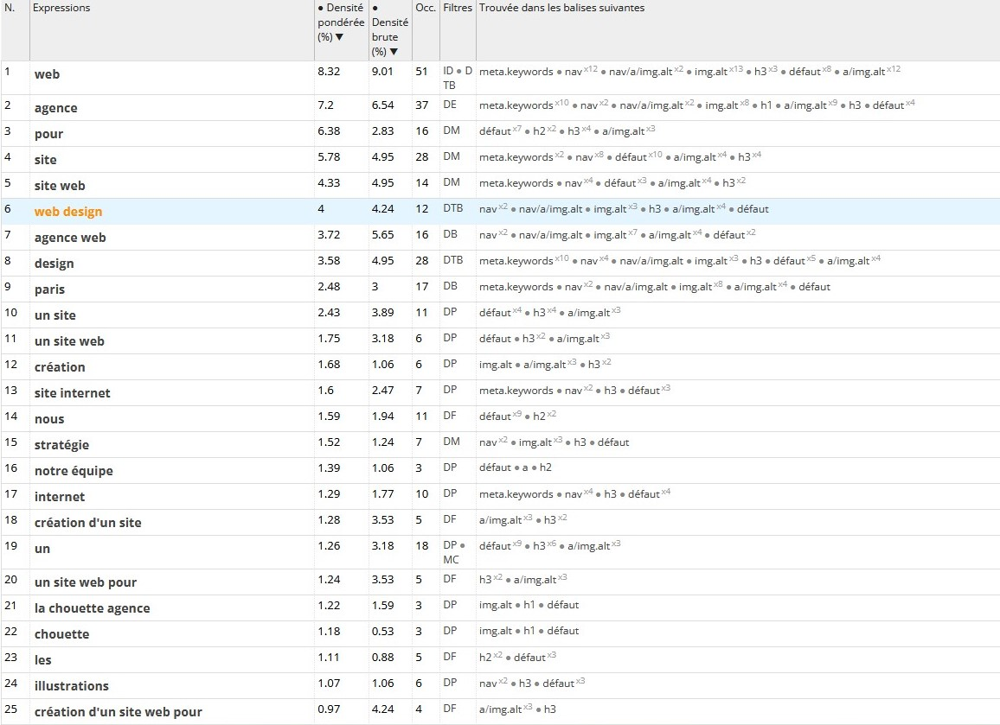 N. Expressions ● Densité pondérée (%) ▼ ● Densité brute (%) ▼ Occ. Filtres Trouvée dans les balises suivantes
1 web 8.32 9.01 51 ID ● DTB meta.keywords ● nav x12 ● nav/a/img.alt x2 ● img.alt x13 ● h3 x3 ● défaut x8 ● a/img.alt x12
2 agence 7.2 6.54 37 DE meta.keywords x10 ● nav x2 ● nav/a/img.alt x2 ● img.alt x8 ● h1 ● a/img.alt x9 ● h3 ● défaut x4
3 pour 6.38 2.83 16 DM défaut x7 ● h2 x2 ● h3 x4 ● a/img.alt x3
4 site 5.78 4.95 28 DM meta.keywords x2 ● nav x8 ● défaut x10 ● a/img.alt x4 ● h3 x4
5 site web 4.33 4.95 14 DM meta.keywords ● nav x4 ● défaut x3 ● a/img.alt x4 ● h3 x2
6 web design 4 4.24 12 DTB nav x2 ● nav/a/img.alt ● img.alt x3 ● h3 ● a/img.alt x4 ● défaut
7 agence web 3.72 5.65 16 DB nav x2 ● nav/a/img.alt ● img.alt x7 ● a/img.alt x4 ● défaut x2
8 design 3.58 4.95 28 DTB meta.keywords x10 ● nav x4 ● nav/a/img.alt ● img.alt x3 ● h3 ● défaut x5 ● a/img.alt x4
9 paris 2.48 3 17 DB meta.keywords ● nav x2 ● nav/a/img.alt ● img.alt x8 ● a/img.alt x4 ● défaut
10 un site 2.43 3.89 11 DP défaut x4 ● h3 x4 ● a/img.alt x3
11 un site web 1.75 3.18 6 DP défaut ● h3 x2 ● a/img.alt x3
12 création 1.68 1.06 6 DP img.alt ● a/img.alt x3 ● h3 x2
13 site internet 1.6 2.47 7 DP meta.keywords ● nav x2 ● h3 ● défaut x3
14 nous 1.59 1.94 11 DF défaut x9 ● h2 x2
15 stratégie 1.52 1.24 7 DM nav x2 ● img.alt x3 ● h3 ● défaut
16 notre équipe 1.39 1.06 3 DP défaut ● a ● h2
17 internet 1.29 1.77 10 DP meta.keywords ● nav x4 ● h3 ● défaut x4
18 création d'un site 1.28 3.53 5 DF a/img.alt x3 ● h3 x2
19 un 1.26 3.18 18 DP ● MC défaut x9 ● h3 x6 ● a/img.alt x3
20 un site web pour 1.24 3.53 5 DF h3 x2 ● a/img.alt x3
21 la chouette agence 1.22 1.59 3 DP img.alt ● h1 ● défaut
22 chouette 1.18 0.53 3 DP img.alt ● h1 ● défaut
23 les 1.11 0.88 5 DF h2 x2 ● défaut x3
24 illustrations 1.07 1.06 6 DP nav x2 ● h3 ● défaut x3
25 création d'un site web pour 0.97 4.24 4 DF a/img.alt x3 ● h3